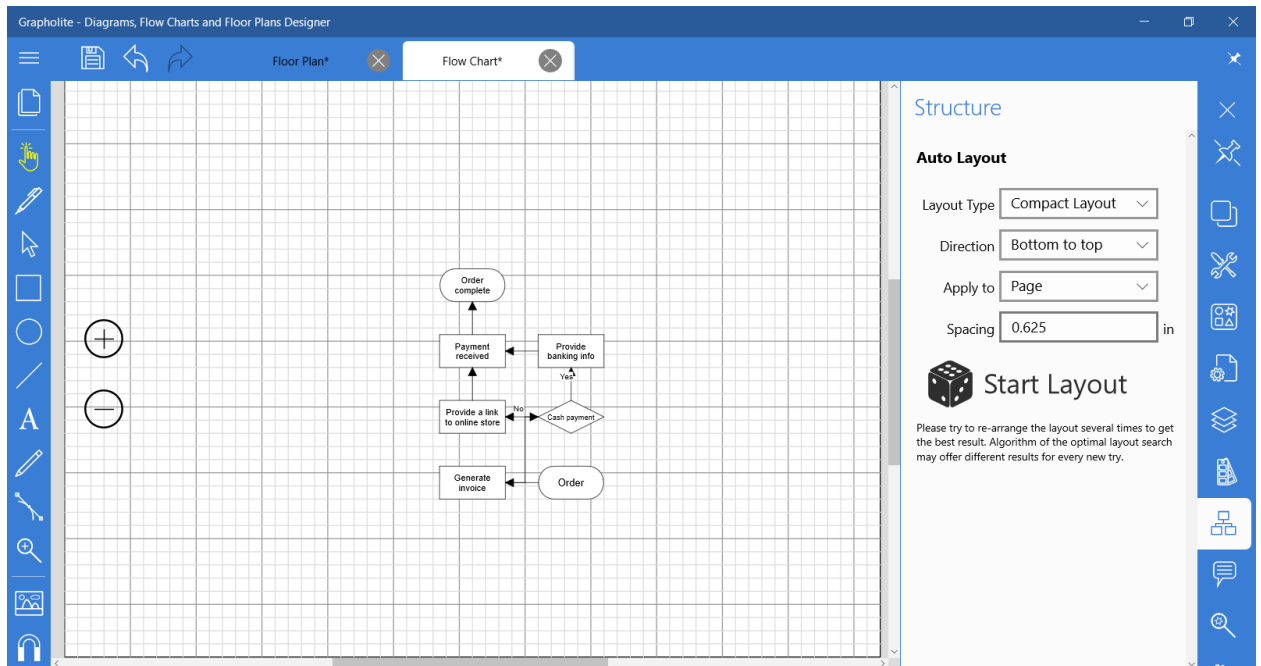 Grapholite - Diagrams, Flow Charts and Floor Plans Designer
Floor Plan*
Flow Chart*
Structure
Auto Layout
Layout Type
Compact Layout
Direction
Bottom to top
Apply to
Page
Spacing
0.625
in
Start Layout
Please try to re-arrange the layout several times to get
the best result. Algorithm of the optimal layout search
may offer different results for every new try.
Order
complete
Payment
received
Provide
banking info
Yes
Provide a link
to online store
No
Cash payment
Generate
invoice
Order
A